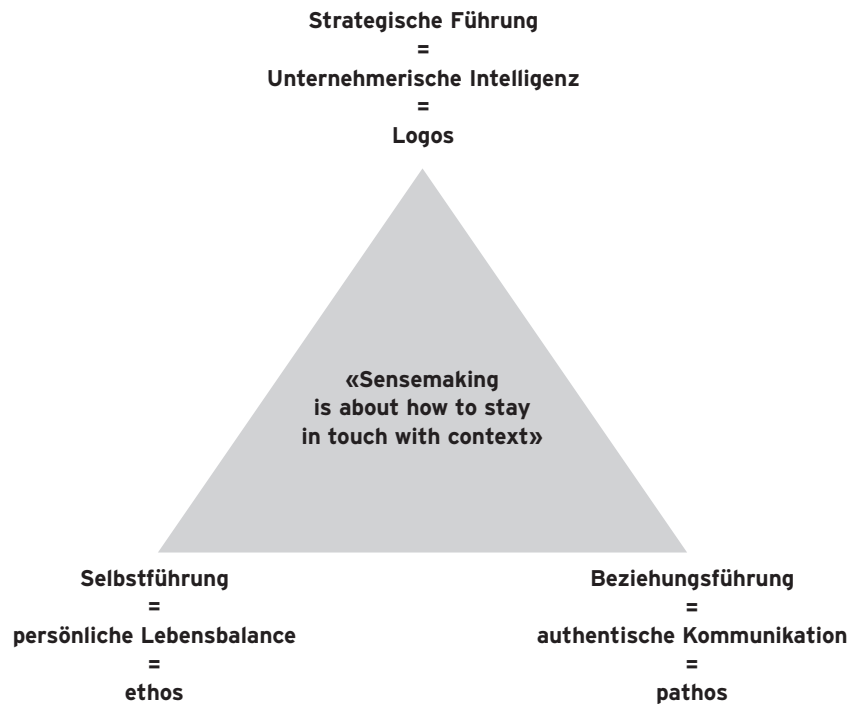 Strategische Führung
=
Unternehmerische Intelligenz
=
Logos
«Sensemaking
is about how to stay
in touch with context»
Selbstführung
=
persönliche Lebensbalance
=
ethos
Beziehungsführung
=
authentische Kommunikation
=
pathos